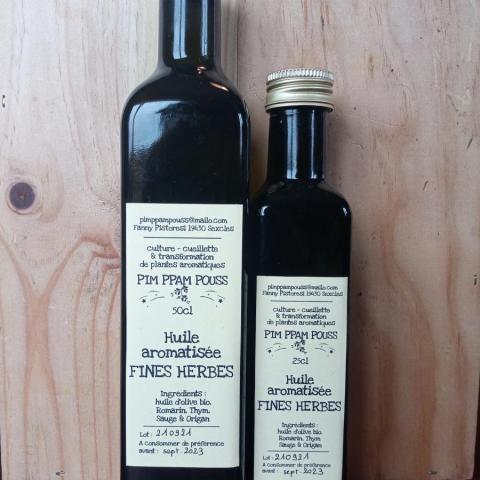 pimppampouss@mailo.com
Fanny Pistoresi 19430 Sexcles
culture - cueillette
& transformation
de plantes aromatiques
PIM PPAM POUSS
50cl
Huile
aromatisée
FINES HERBES
Ingrédients :
huile d'olive bio,
Romarin, Thym,
Sauge & Origan
Lot : 210921
A consommer de préférence
avant : sept. 2023
pimppampouss@mailo.com
Fanny Pistoresi 19430 Sexcles
culture - cueillette
& transformation
de plantes aromatiques
PIM PPAM POUSS
25cl
Huile
aromatisée
FINES HERBES
Ingrédients :
huile d'olive bio,
Romarin, Thym,
Sauge & Origan
Lot : 210921
A consommer de préférence
avant : sept. 2023